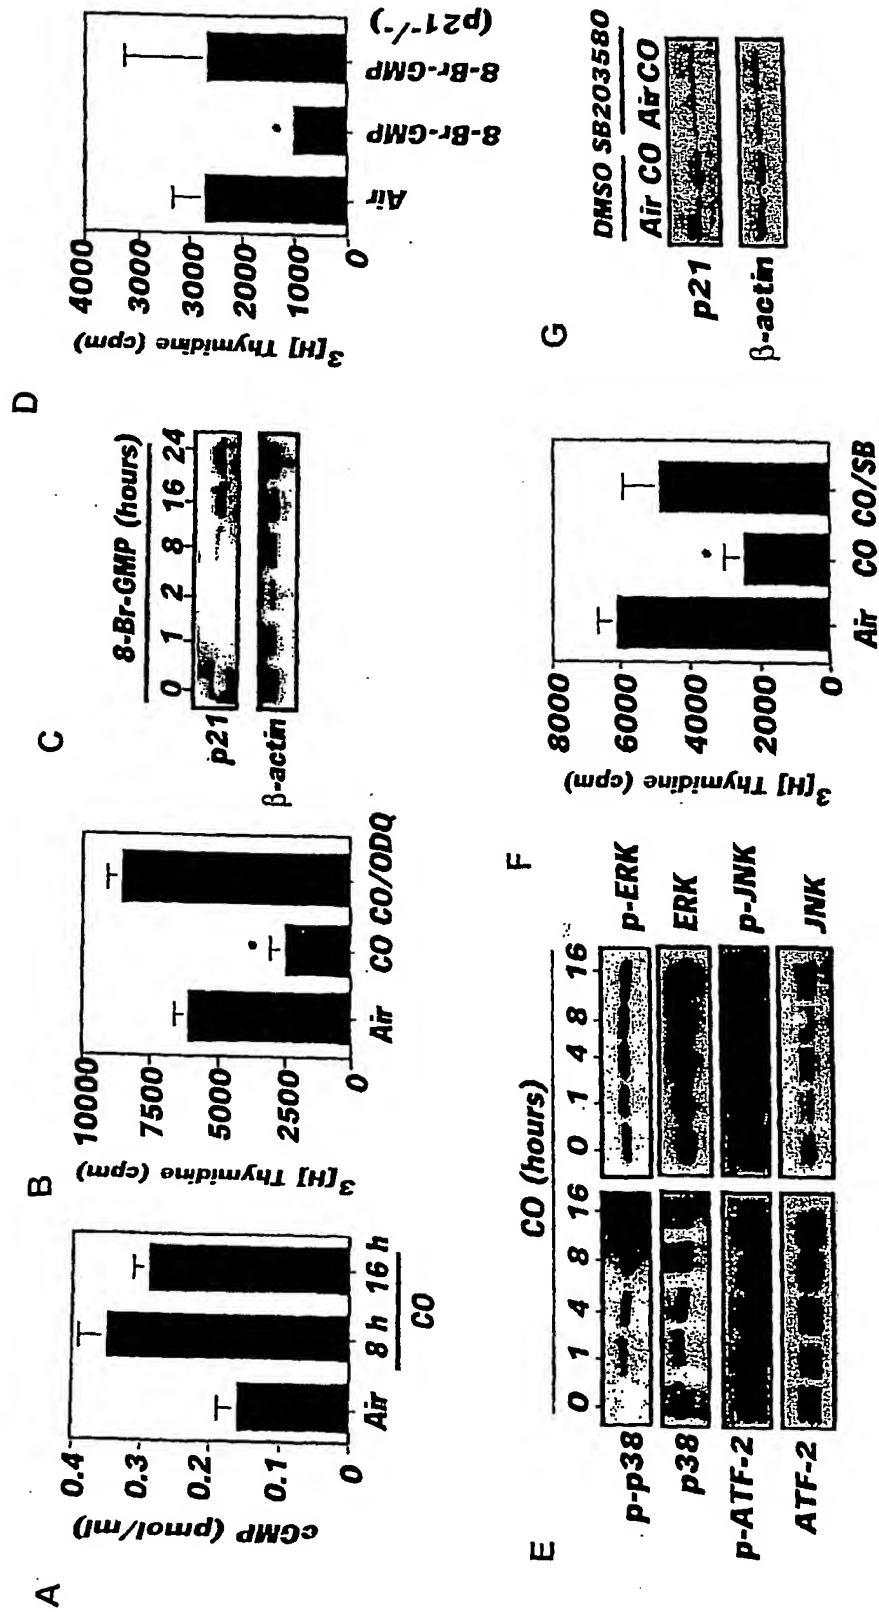 A
cGMP (pmol/ml)
0.4
0.3
0.2
0.1
0
Air 8 h 16 h
CO
B
³[H] Thymidine (cpm)
10000
7500
5000
2500
0
Air CO CO/ODQ
C
8-Br-GMP (hours)
0 1 2 8 16 24
p21
β-actin
D
³[H] Thymidine (cpm)
4000
3000
2000
1000
0
Air
8-Br-GMP
8-Br-GMP
(p21⁻/⁻)
E
CO (hours)
0 1 4 8 16 0 1 4 8 16
p-p38 p-ERK
p38 ERK
p-ATF-2 p-JNK
ATF-2 JNK
F
³[H] Thymidine (cpm)
8000
6000
4000
2000
0
Air CO CO/SB
G
DMSO SB203580
Air CO Air CO
p21
β-actin